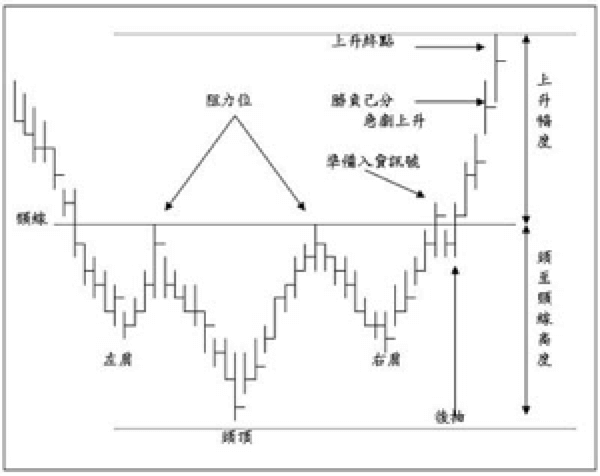 上升終點
阻力位
勝負己分
急劇上升
上升幅度
準備入資訊號
頸線
頭至頸線高度
左肩
右肩
後抽
頭頂